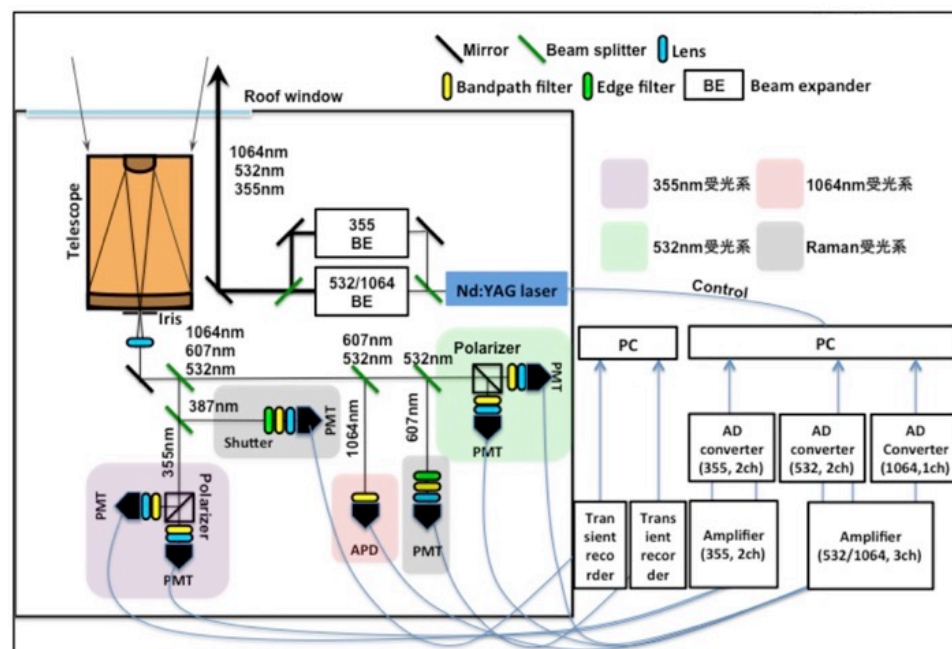 Mirror
Beam splitter
Lens
Bandpath filter
Edge filter
BE
Beam expander
Roof window
1064nm
532nm
355nm
Telescope
355nm受光系
1064nm受光系
532nm受光系
Raman受光系
355
BE
532/1064
BE
Nd:YAG laser
Control
Iris
1064nm
607nm
532nm
607nm
532nm
532nm
Polarizer
PMT
PMT
PC
PC
387nm
Shutter
PMT
1064nm
607nm
355nm
Polarizer
PMT
PMT
APD
PMT
AD
converter
(355, 2ch)
AD
converter
(532, 2ch)
AD
Converter
(1064,1ch)
Tran
sient
reco
rder
Trans
ient
recor
der
Amplifier
(355, 2ch)
Amplifier
(532/1064, 3ch)